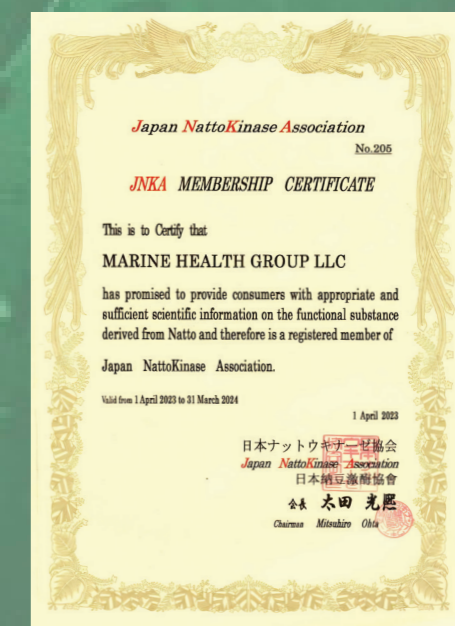 Japan NattoKinase Association
No.205
JNKA MEMBERSHIP CERTIFICATE
This is to Certify that
MARINE HEALTH GROUP LLC
has promised to provide consumers with appropriate and
sufficient scientific information on the functional substance
derived from Natto and therefore is a registered member of
Japan NattoKinase Association.
Valid from 1 April 2023 to 31 March 2024
1 April 2023
日本ナットウキナーゼ協会
Japan NattoKinase Association
日本納豆激酶協會
会長 太田 光熈
Chairman Mitsuhiro Ohta